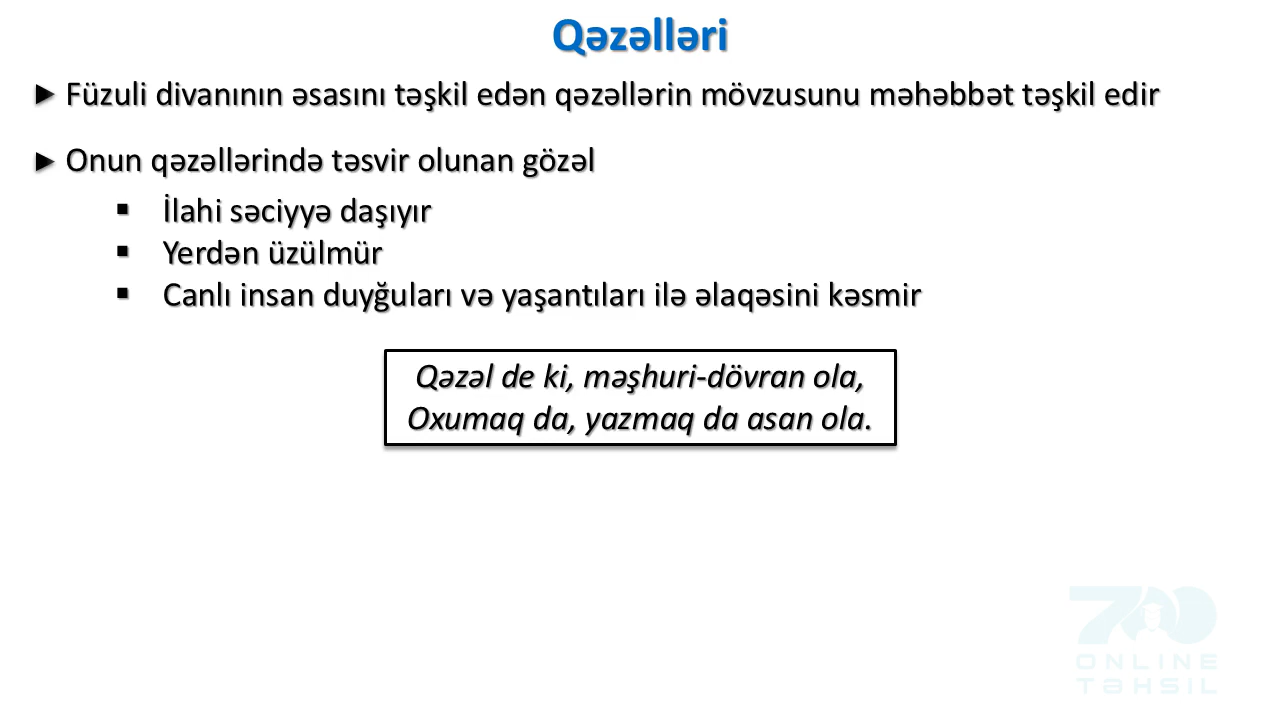 Qəzəlləri
► Füzuli divanının əsasını təşkil edən qəzəllərin mövzusunu məhəbbət təşkil edir
► Onun qəzəllərində təsvir olunan gözəl
▪ İlahi səciyyə daşıyır
▪ Yerdən üzülmür
▪ Canlı insan duyğuları və yaşantıları ilə əlaqəsini kəsmir
Qəzəl de ki, məşhuri-dövran ola,
Oxumaq da, yazmaq da asan ola.
700
ONLINE
TƏHSİL